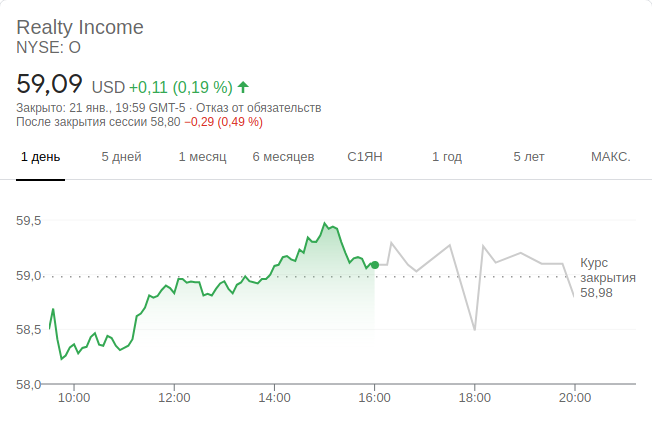 Realty Income
NYSE: O
59,09 USD +0,11 (0,19 %)
Закрыто: 21 янв., 19:59 GMT-5 · Отказ от обязательств
После закрытия сессии 58,80 −0,29 (0,49 %)
1 день 5 дней 1 месяц 6 месяцев С1ЯН 1 год 5 лет МАКС.
59,5
59,0
58,5
58,0
Курс
закрытия
58,98
10:00 12:00 14:00 16:00 18:00 20:00